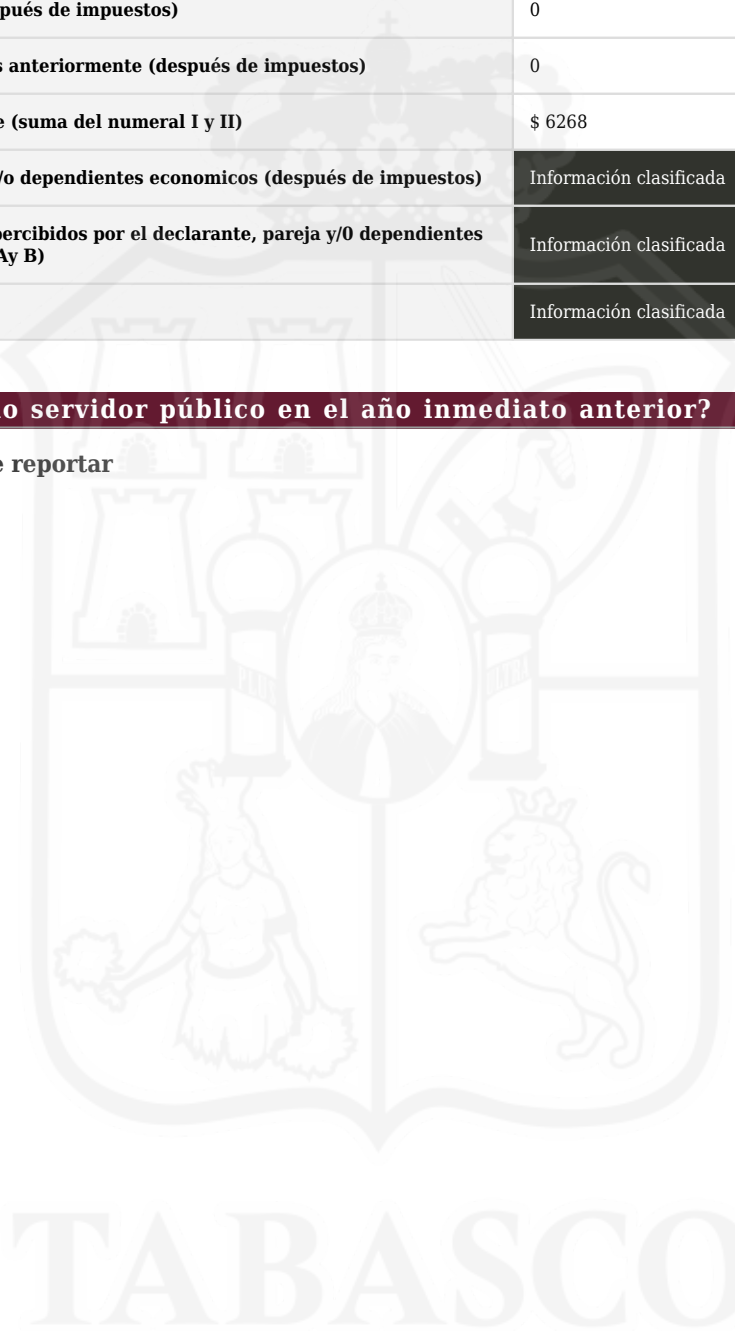 pués de impuestos) 0
s anteriormente (después de impuestos) 0
e (suma del numeral I y II) $ 6268
/o dependientes economicos (después de impuestos) Información clasificada
percibidos por el declarante, pareja y/0 dependientes
Ay B) Información clasificada
Información clasificada
o servidor público en el año inmediato anterior?
e reportar
PLUS
ULTRA
TABASCO